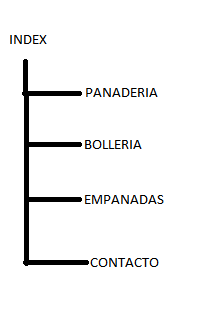 INDEX
PANADERIA
BOLLERIA
EMPANADAS
CONTACTO